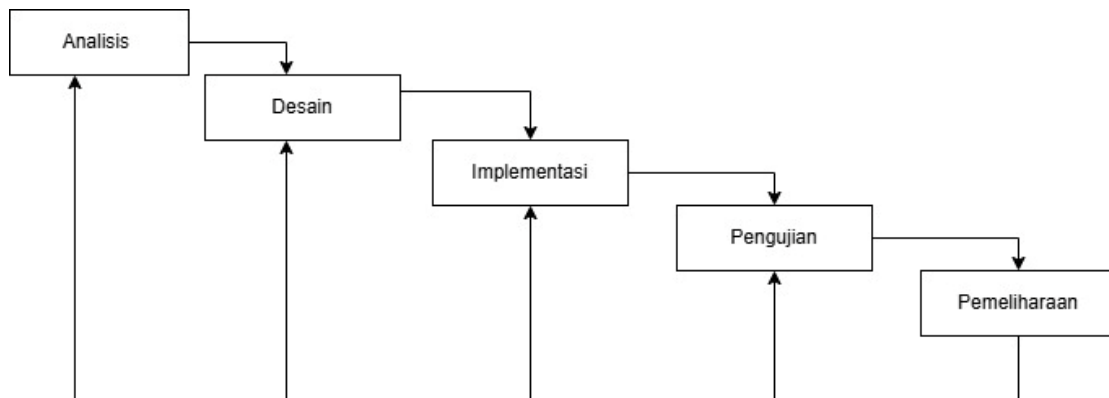 Analisis
Desain
Implementasi
Pengujian
Pemeliharaan